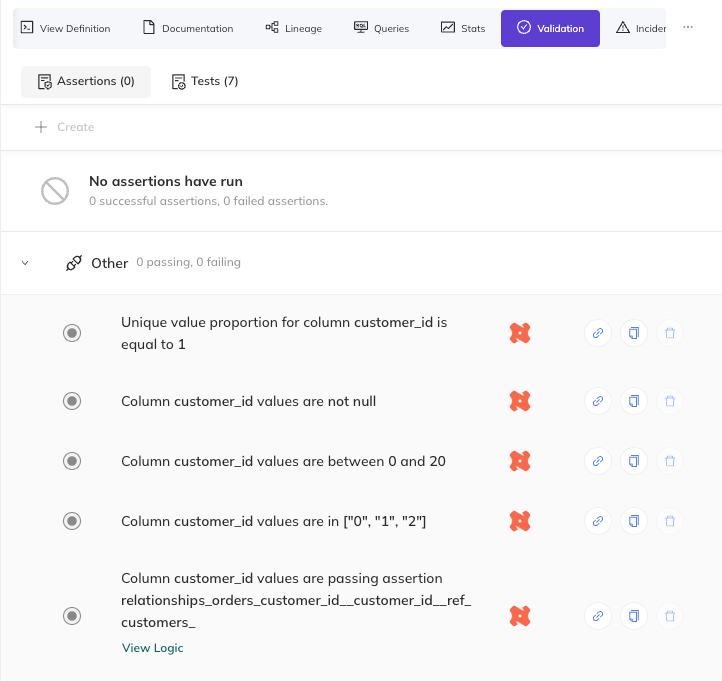 View Definition Documentation Lineage Queries Stats Validation Inciden
Assertions (0) Tests (7)
Create
No assertions have run
0 successful assertions, 0 failed assertions.
Other 0 passing, 0 failing
Unique value proportion for column customer_id is
equal to 1
Column customer_id values are not null
Column customer_id values are between 0 and 20
Column customer_id values are in ["0", "1", "2"]
Column customer_id values are passing assertion
relationships_orders_customer_id__customer_id__ref_
customers_
View Logic